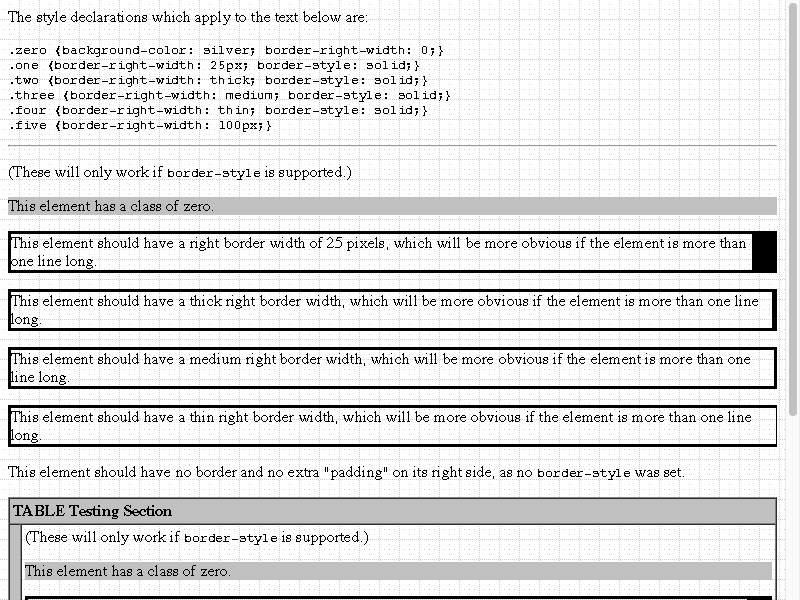 The style declarations which apply to the text below are:
.zero {background-color: silver; border-right-width: 0;}
.one {border-right-width: 25px; border-style: solid;}
.two {border-right-width: thick; border-style: solid;}
.three {border-right-width: medium; border-style: solid;}
.four {border-right-width: thin; border-style: solid;}
.five {border-right-width: 100px;}
(These will only work if border-style is supported.)
This element has a class of zero.
This element should have a right border width of 25 pixels, which will be more obvious if the element is more than
one line long.
This element should have a thick right border width, which will be more obvious if the element is more than one line
long.
This element should have a medium right border width, which will be more obvious if the element is more than one
line long.
This element should have a thin right border width, which will be more obvious if the element is more than one line
long.
This element should have no border and no extra "padding" on its right side, as no border-style was set.
TABLE Testing Section
(These will only work if border-style is supported.)
This element has a class of zero.